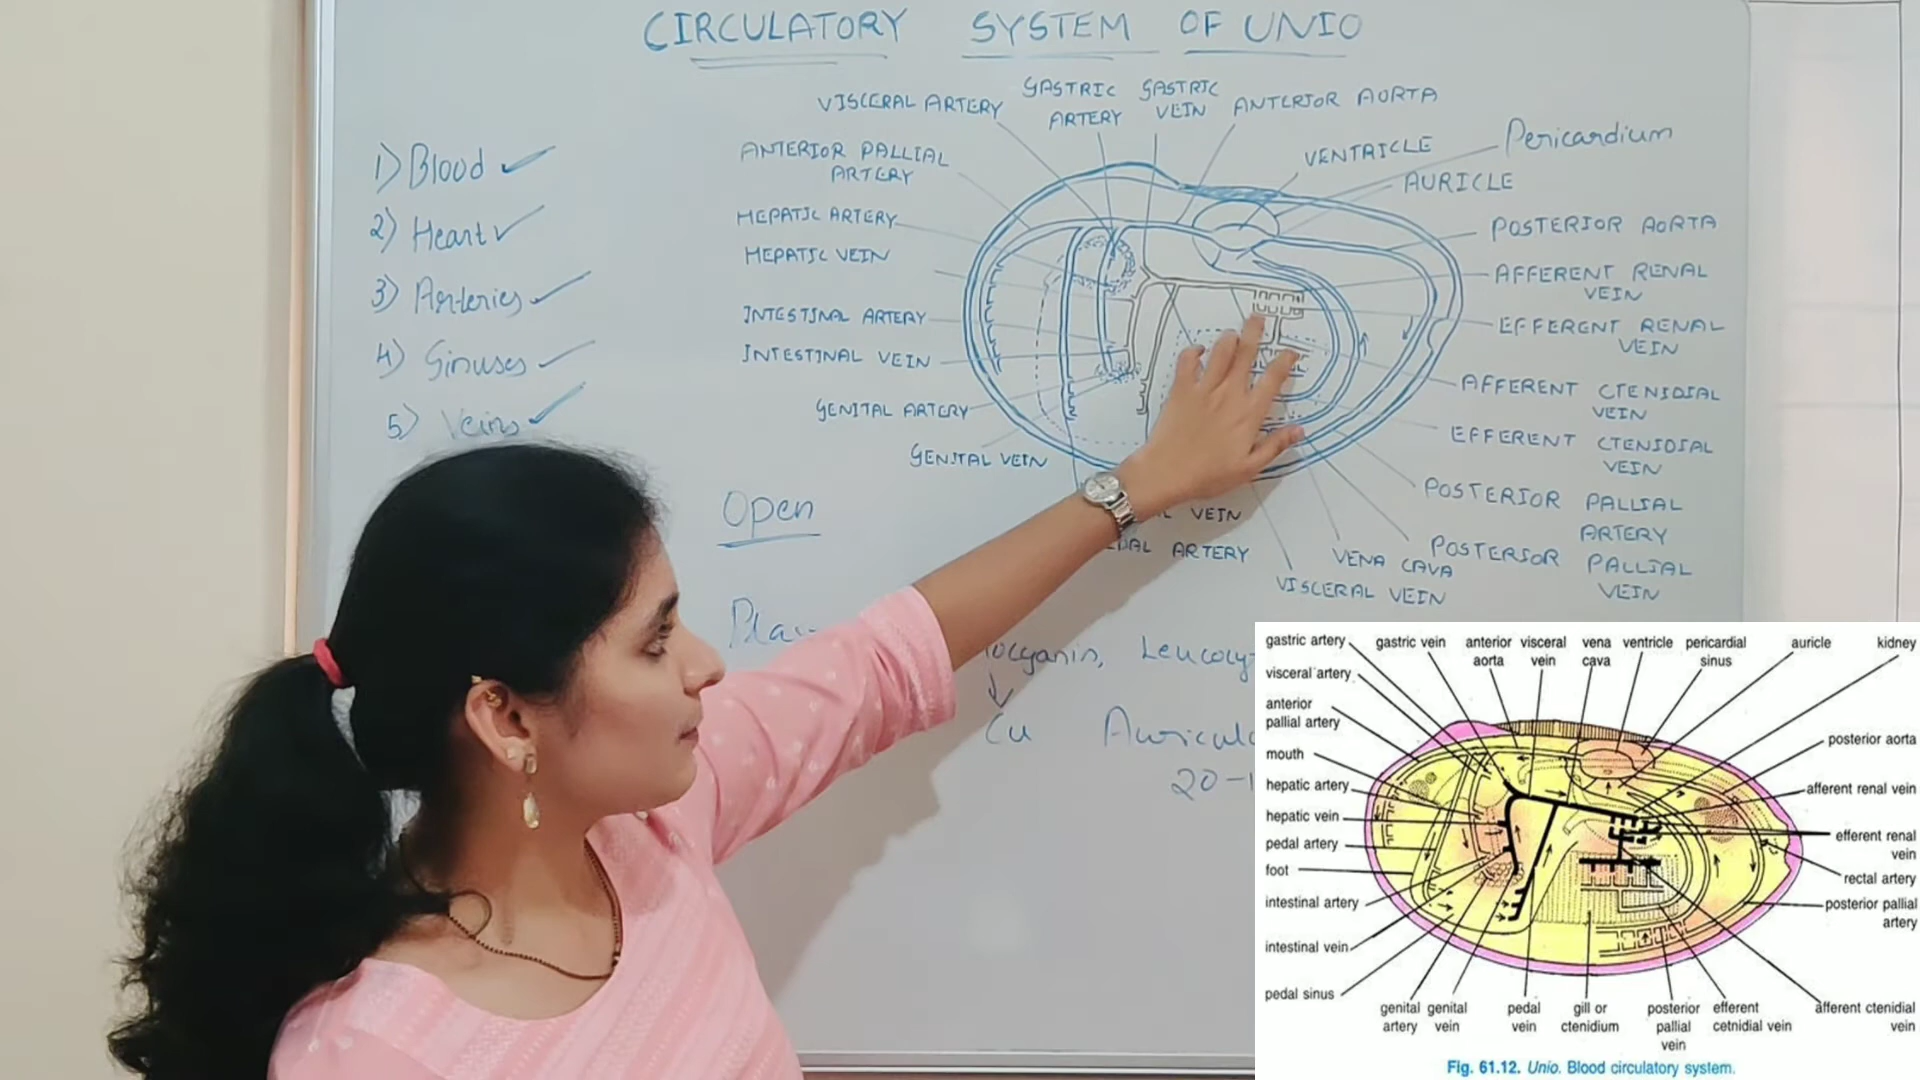 CIRCULATORY SYSTEM OF UNIO
1) Blood
2) Heart
3) Arteries
4) Sinuses
5) Veins
VISCERAL ARTERY
GASTRIC
ARTERY
GASTRIC
VEIN
ANTERIOR AORTA
VENTRICLE
Pericardium
AURICLE
ANTERIOR PALLIAL
ARTERY
HEPATIC ARTERY
HEPATIC VEIN
INTESTINAL ARTERY
INTESTINAL VEIN
GENITAL ARTERY
GENITAL VEIN
POSTERIOR AORTA
AFFERENT RENAL
VEIN
EFFERENT RENAL
VEIN
AFFERENT CTENIDIAL
VEIN
EFFERENT CTENIDIAL
VEIN
POSTERIOR PALLIAL
ARTERY
POSTERIOR PALLIAL
VEIN
VENA CAVA
VISCERAL VEIN
VEIN
ARTERY
Open
Cu
gastric artery
gastric vein
anterior
aorta
visceral
vein
vena
cava
ventricle
pericardial
sinus
auricle
kidney
visceral artery
anterior
pallial artery
mouth
hepatic artery
hepatic vein
pedal artery
foot
intestinal artery
intestinal vein
pedal sinus
posterior aorta
afferent renal vein
efferent renal
vein
rectal artery
posterior pallial
artery
genital
artery
genital
vein
pedal
vein
gill or
ctenidium
posterior
pallial
vein
efferent
cetnidial vein
afferent ctenidial
vein
Fig. 61.12. Unio. Blood circulatory system.